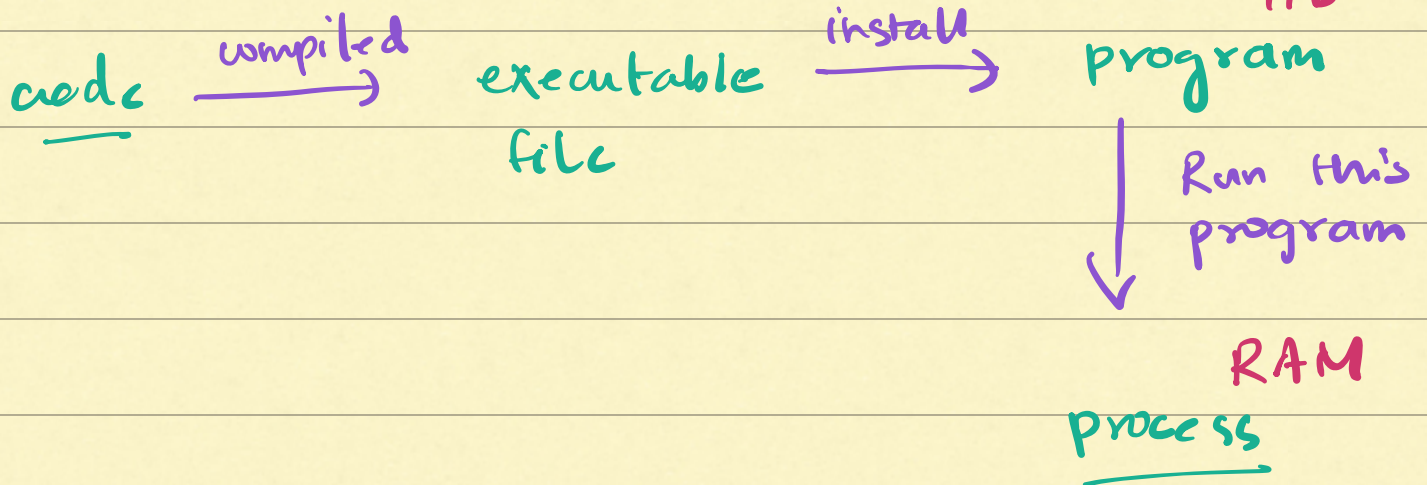 compiled
install
code
executable
program
file
Run this
program
RAM
process